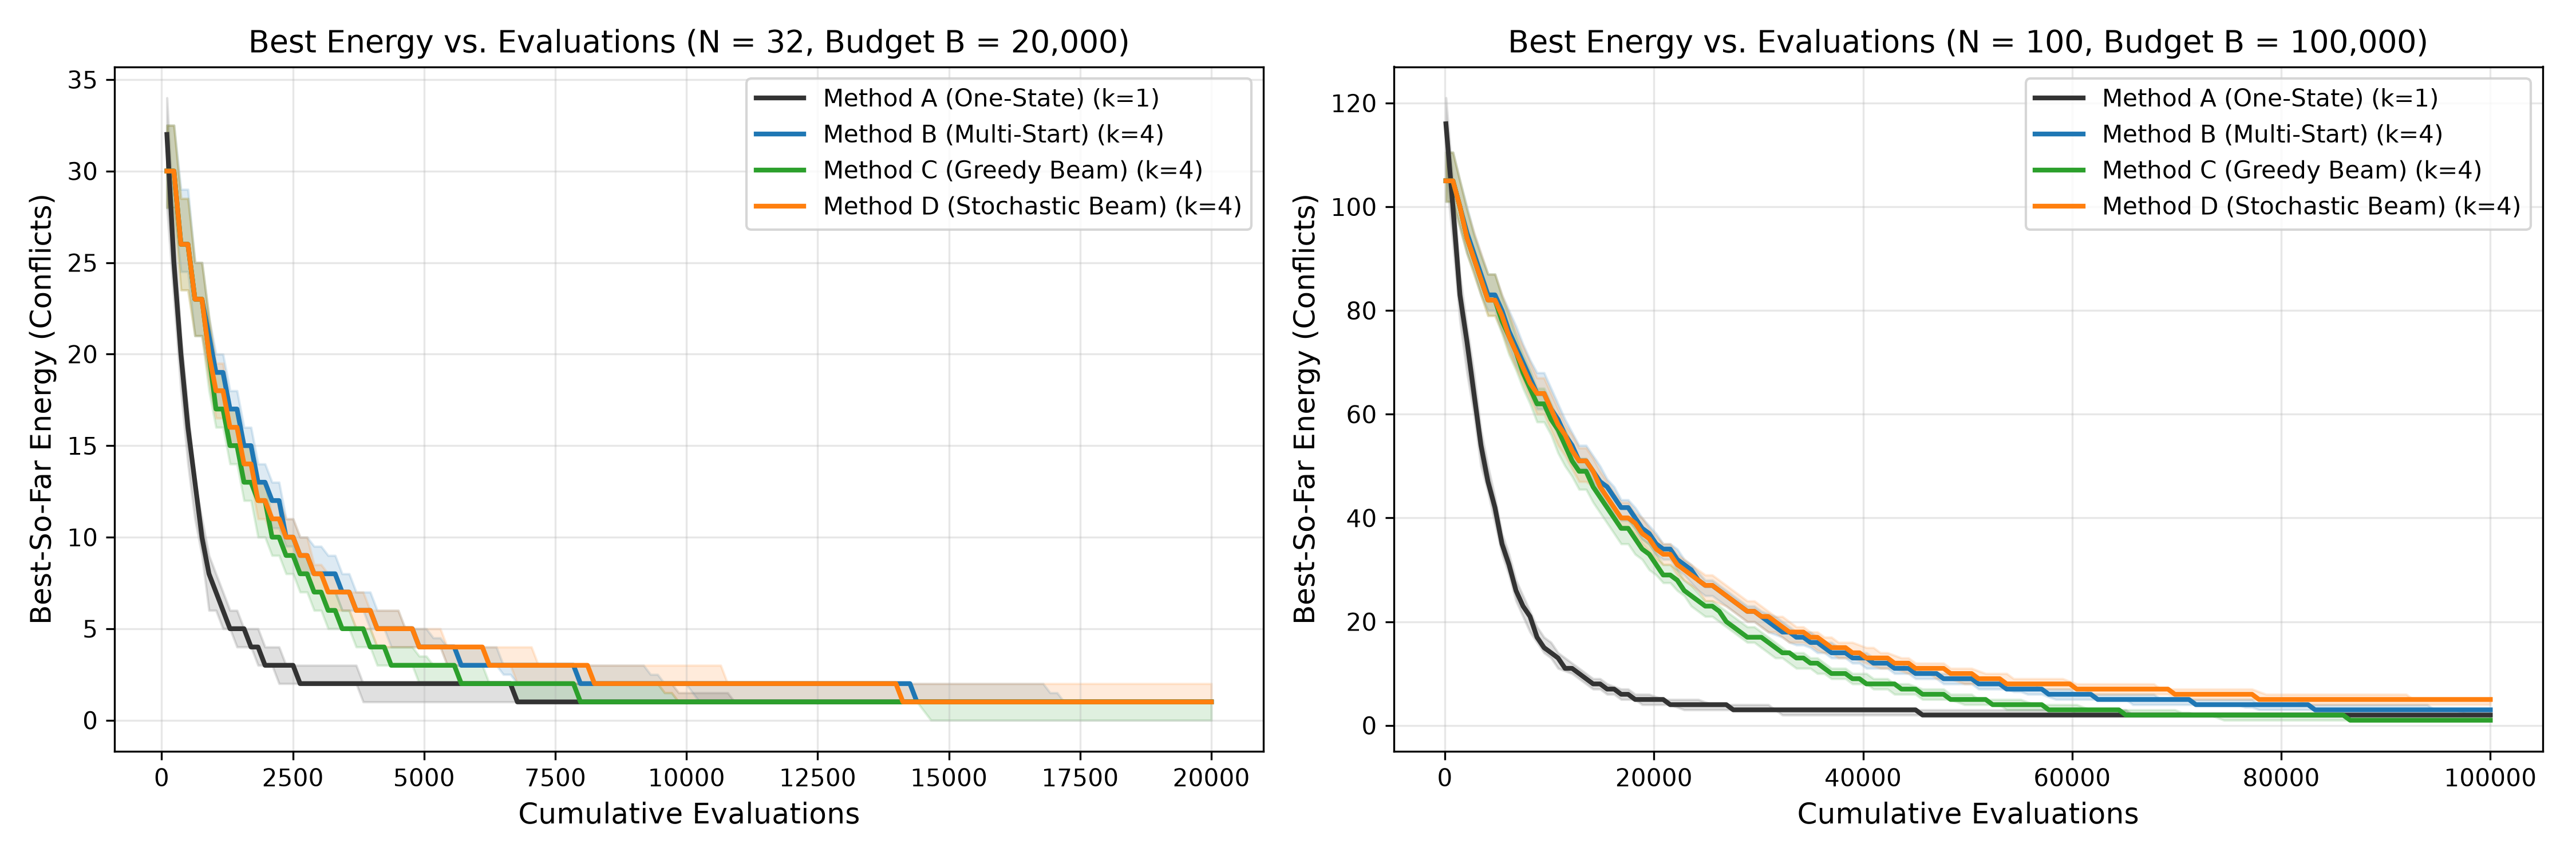 Best Energy vs. Evaluations (N = 32, Budget B = 20,000)
35
30
25
20
15
10
5
0
Best-So-Far Energy (Conflicts)
Method A (One-State) (k=1)
Method B (Multi-Start) (k=4)
Method C (Greedy Beam) (k=4)
Method D (Stochastic Beam) (k=4)
0 2500 5000 7500 10000 12500 15000 17500 20000
Cumulative Evaluations
Best Energy vs. Evaluations (N = 100, Budget B = 100,000)
120
100
80
60
40
20
0
Best-So-Far Energy (Conflicts)
Method A (One-State) (k=1)
Method B (Multi-Start) (k=4)
Method C (Greedy Beam) (k=4)
Method D (Stochastic Beam) (k=4)
0 20000 40000 60000 80000 100000
Cumulative Evaluations